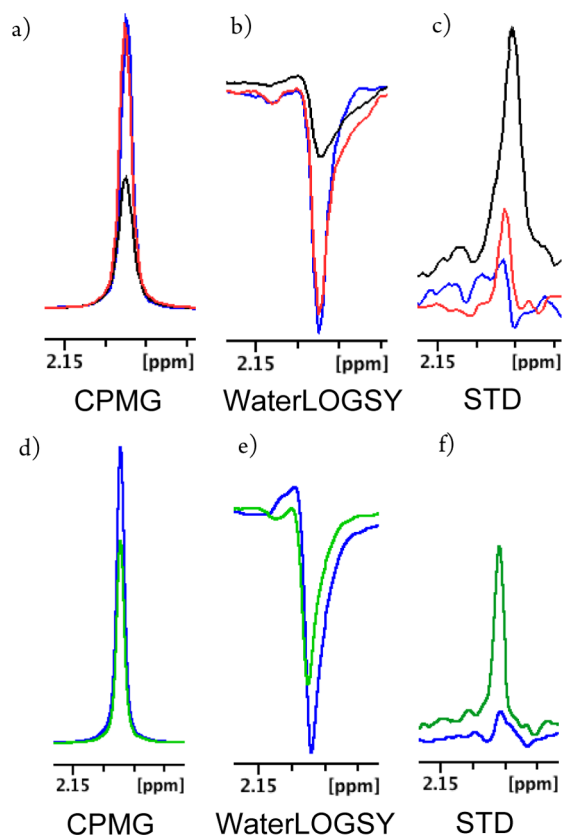 a) b) c)
2.15 [ppm] 2.15 [ppm] 2.15 [ppm]
CPMG WaterLOGSY STD
d) e) f)
2.15 [ppm] 2.15 [ppm] 2.15 [ppm]
CPMG WaterLOGSY STD